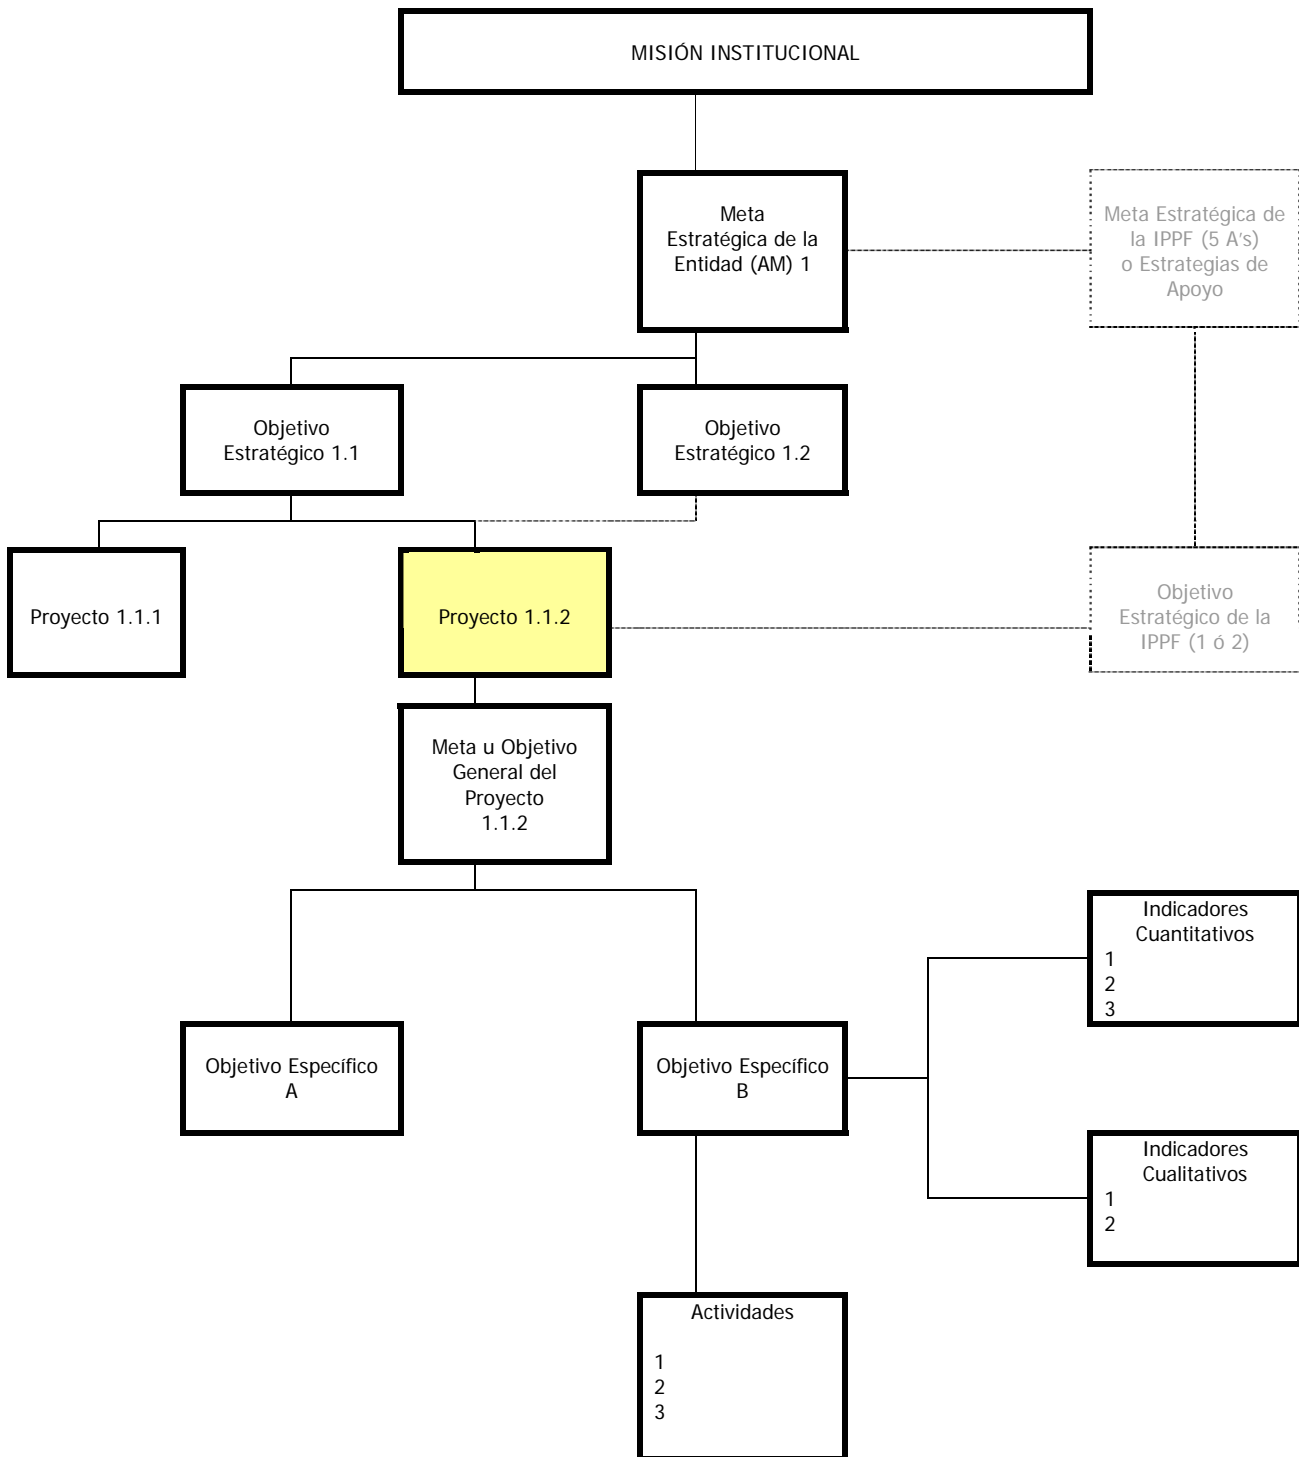 MISIÓN INSTITUCIONAL
Meta
Estratégica de la
Entidad (AM) 1
Meta Estratégica de
la IPPF (5 A's)
o Estrategias de
Apoyo
Objetivo
Estratégico 1.1
Objetivo
Estratégico 1.2
Proyecto 1.1.1
Proyecto 1.1.2
Objetivo
Estratégico de la
IPPF (1 ó 2)
Meta u Objetivo
General del
Proyecto
1.1.2
Indicadores
Cuantitativos
1
2
3
Objetivo Específico
A
Objetivo Específico
B
Indicadores
Cualitativos
1
2
Actividades
1
2
3